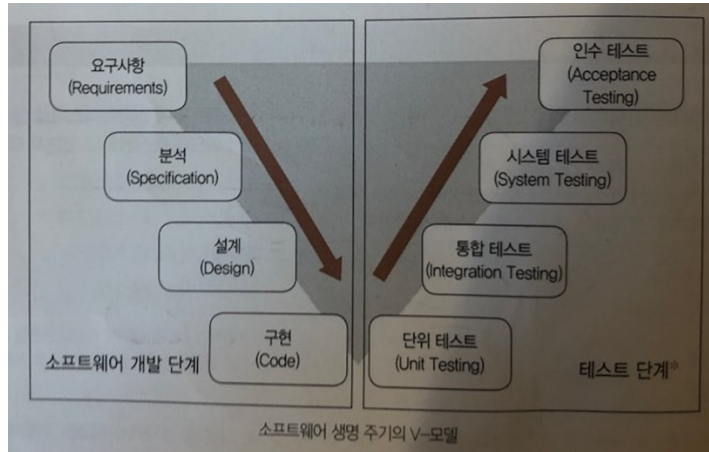 요구사항
(Requirements)
분석
(Specification)
설계
(Design)
구현
(Code)
소프트웨어 개발 단계
인수 테스트
(Acceptance
Testing)
시스템 테스트
(System Testing)
통합 테스트
(Integration Testing)
단위 테스트
(Unit Testing)
테스트 단계※
소프트웨어 생명 주기의 V-모델